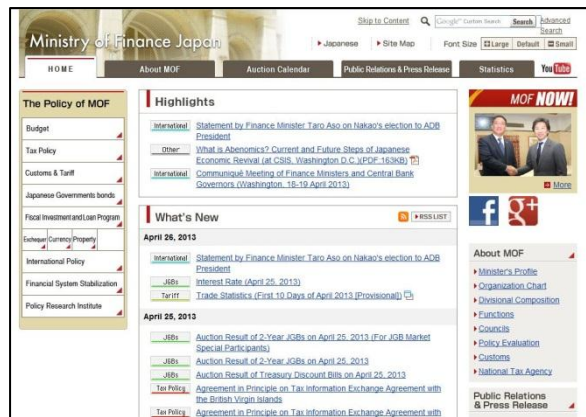 Skip to Content
Google™ Custom Search
Search
Advanced Search
Ministry of Finance Japan
Japanese
Site Map
Font Size
Large
Default
Small
HOME
About MOF
Auction Calendar
Public Relations & Press Release
Statistics
YouTube
The Policy of MOF
Budget
Tax Policy
Customs & Tariff
Japanese Governments bonds
Fiscal Investment and Loan Program
Exchequer Currency Property
International Policy
Financial System Stabilization
Policy Research Institute
Highlights
International Statement by Finance Minister Taro Aso on Nakao's election to ADB
President
Other What is Abenomics? Current and Future Steps of Japanese
Economic Revival (at CSIS, Washington D.C.)(PDF:163KB)
International Communiqué Meeting of Finance Ministers and Central Bank
Governors (Washington, 18-19 April 2013)
What's New
RSS LIST
April 26, 2013
International Statement by Finance Minister Taro Aso on Nakao's election to ADB
President
JGBs Interest Rate (April 25, 2013)
Tariff Trade Statistics (First 10 Days of April 2013 [Provisional])
April 25, 2013
JGBs Auction Result of 2-Year JGBs on April 25, 2013 (For JGB Market
Special Participants)
JGBs Auction Result of 2-Year JGBs on April 25, 2013
JGBs Auction Result of Treasury Discount Bills on April 25, 2013
Tax Policy Agreement in Principle on Tax Information Exchange Agreement with
the British Virgin Islands
Tax Policy Agreement in Principle on Tax Information Exchange Agreement with
MOF NOW!
More
f g+
About MOF
Minister's Profile
Organization Chart
Divisional Composition
Functions
Councils
Policy Evaluation
Customs
National Tax Agency
Public Relations
& Press Release